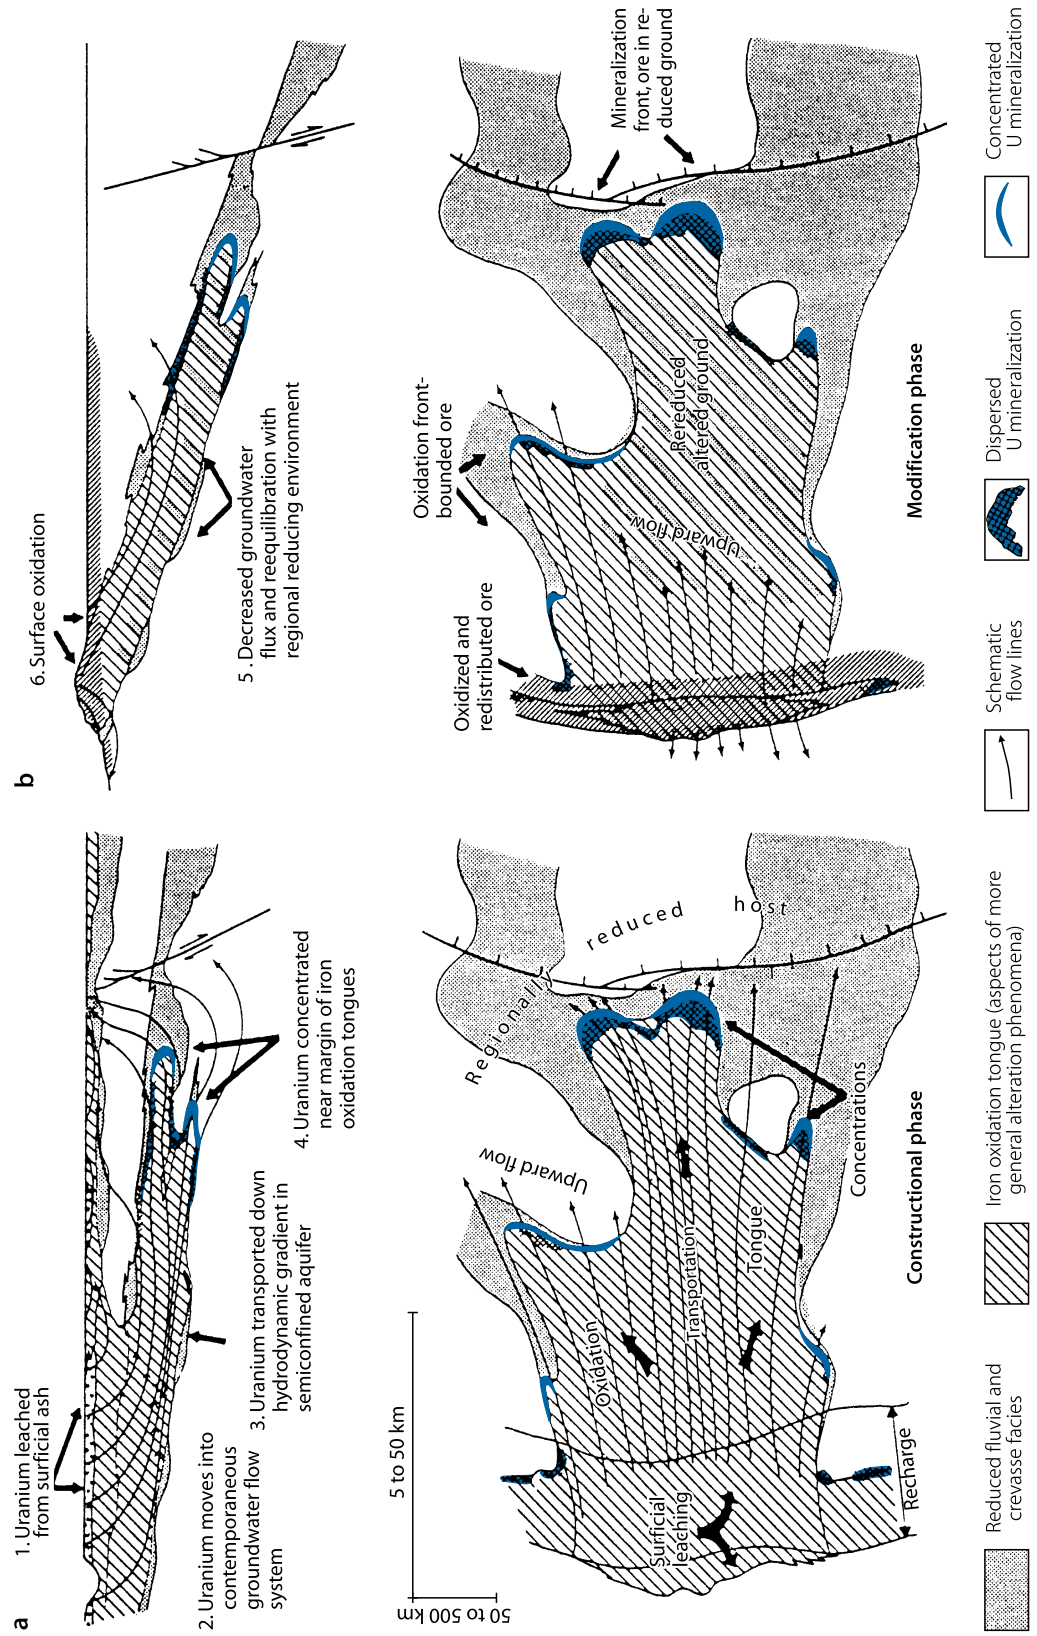 a
1. Uranium leached
from surficial ash
2. Uranium moves into
contemporaneous
groundwater flow
system
3. Uranium transported down
hydrodynamic gradient in
semiconfined aquifer
4. Uranium concentrated
near margin of iron
oxidation tongues
5 to 50 km
50 to 500 km
Surficial
leaching
Recharge
Oxidation
Transportation
Tongue
Upward flow
Regionally
reduced
host
Concentrations
Constructional phase
b
6. Surface oxidation
5. Decreased groundwater
flux and reequilibration with
regional reducing environment
Oxidized and
redistributed ore
Oxidation front-
bounded ore
Mineralization
front, ore in re-
duced ground
Upward flow
Rereduced
altered ground
Modification phase
Reduced fluvial and
crevasse facies
Iron oxidation tongue (aspects of more
general alteration phenomena)
Schematic
flow lines
Dispersed
U mineralization
Concentrated
U mineralization